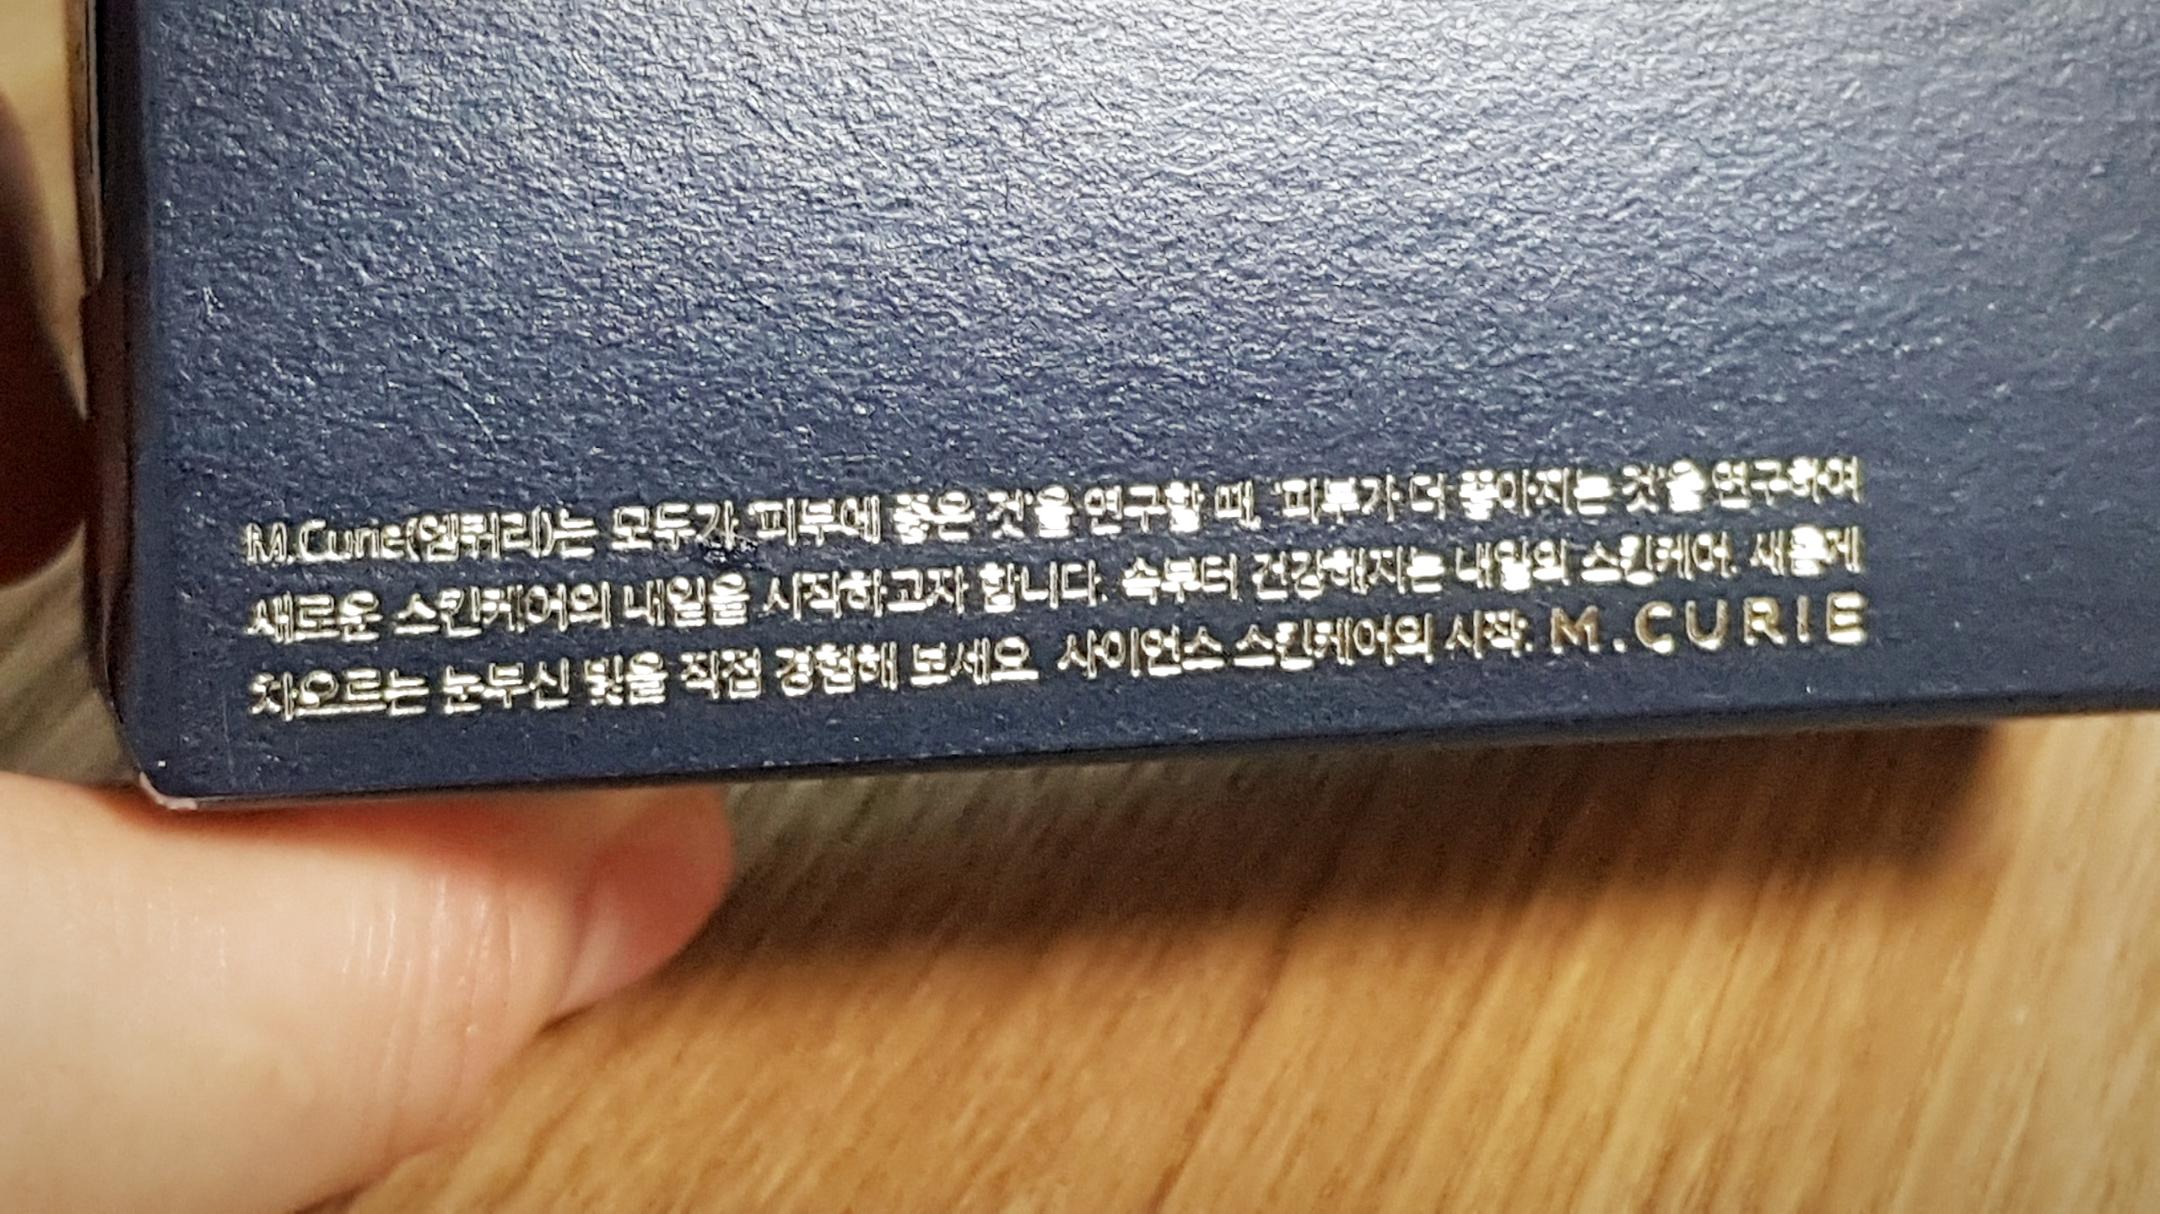 M.Curie(엠퀴리)는 모두가 '피부에 좋은 것'을 연구할 때, '피부가 더 좋아지는 것'을 연구하여
새로운 스킨케어의 내일을 시작하고자 합니다. 속부터 건강해지는 내일의 스킨케어. 새롭게
차오르는 눈부신 빛을 직접 경험해 보세요. 사이언스 스킨케어의 시작. M.CURIE